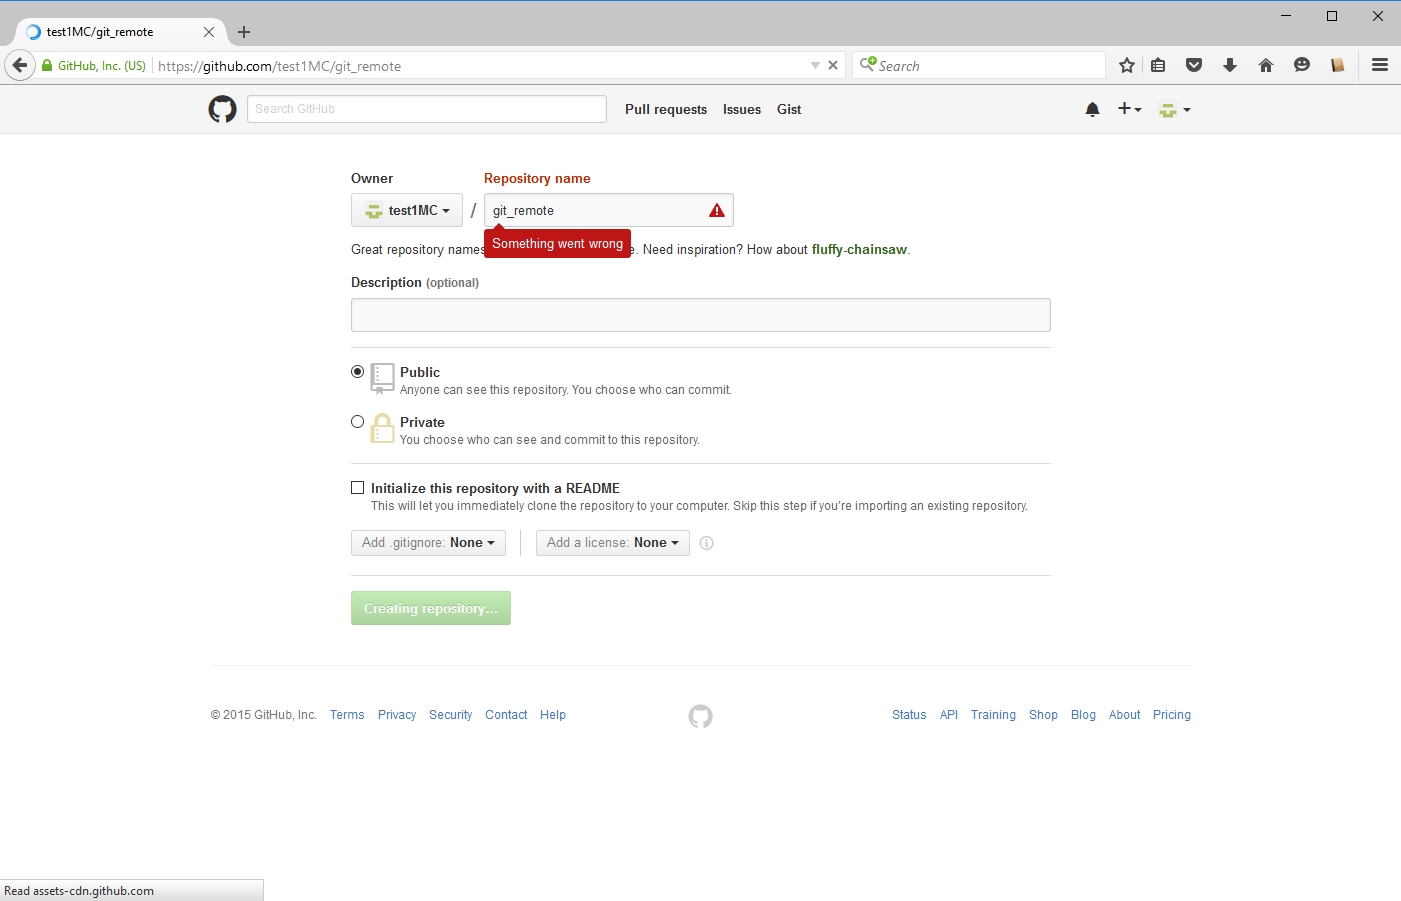 test1MC/git_remote
GitHub, Inc. (US) https://github.com/test1MC/git_remote Search
Search GitHub Pull requests Issues Gist
Owner Repository name
test1MC / git_remote
Something went wrong
Great repository names e. Need inspiration? How about fluffy-chainsaw.
Description (optional)
Public
Anyone can see this repository. You choose who can commit.
Private
You choose who can see and commit to this repository.
Initialize this repository with a README
This will let you immediately clone the repository to your computer. Skip this step if you're importing an existing repository.
Add .gitignore: None Add a license: None
Creating repository...
© 2015 GitHub, Inc. Terms Privacy Security Contact Help Status API Training Shop Blog About Pricing
Read assets-cdn.github.com